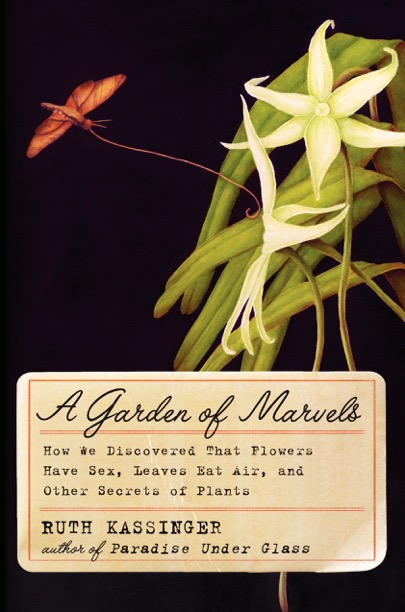 A Garden of Marvels
How We Discovered That Flowers
Have Sex, Leaves Eat Air, and
Other Secrets of Plants
RUTH KASSINGER
author of Paradise Under Glass